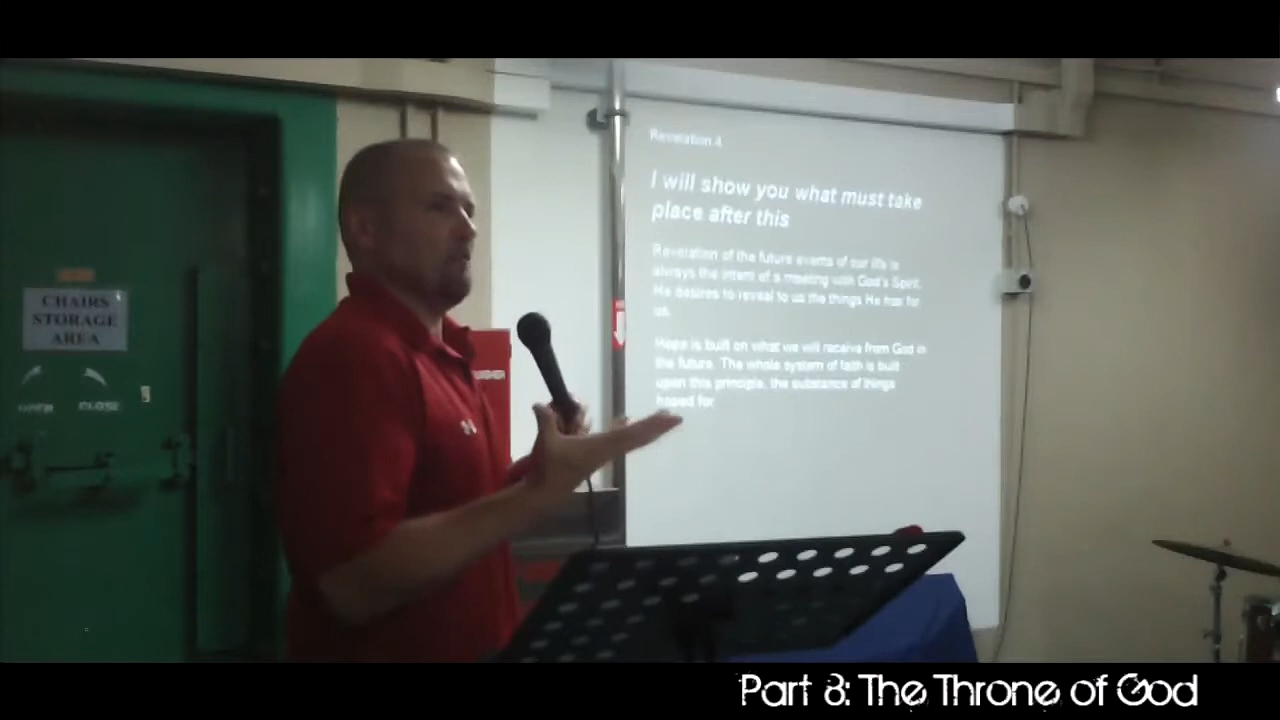 CHAIRS
STORAGE
AREA
OPEN CLOSE
Revelation 4
I will show you what must take
place after this
Revelation of the future events of our life is
always the intent of a meeting with God's Spirit.
He desires to reveal to us the things He has for
us.
Hope is built on what we will receive from God in
the future. The whole system of faith is built
upon this principle, the substance of things
hoped for
Part 8: The Throne of God